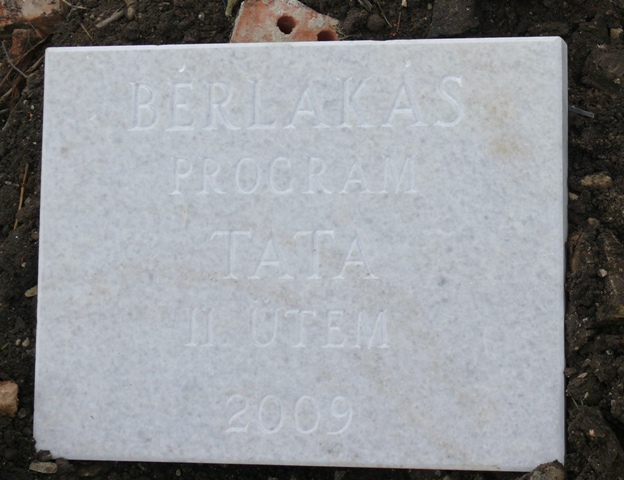 BÉRLAKÁS
PROGRAM
TATA
II. ÜTEM
2009